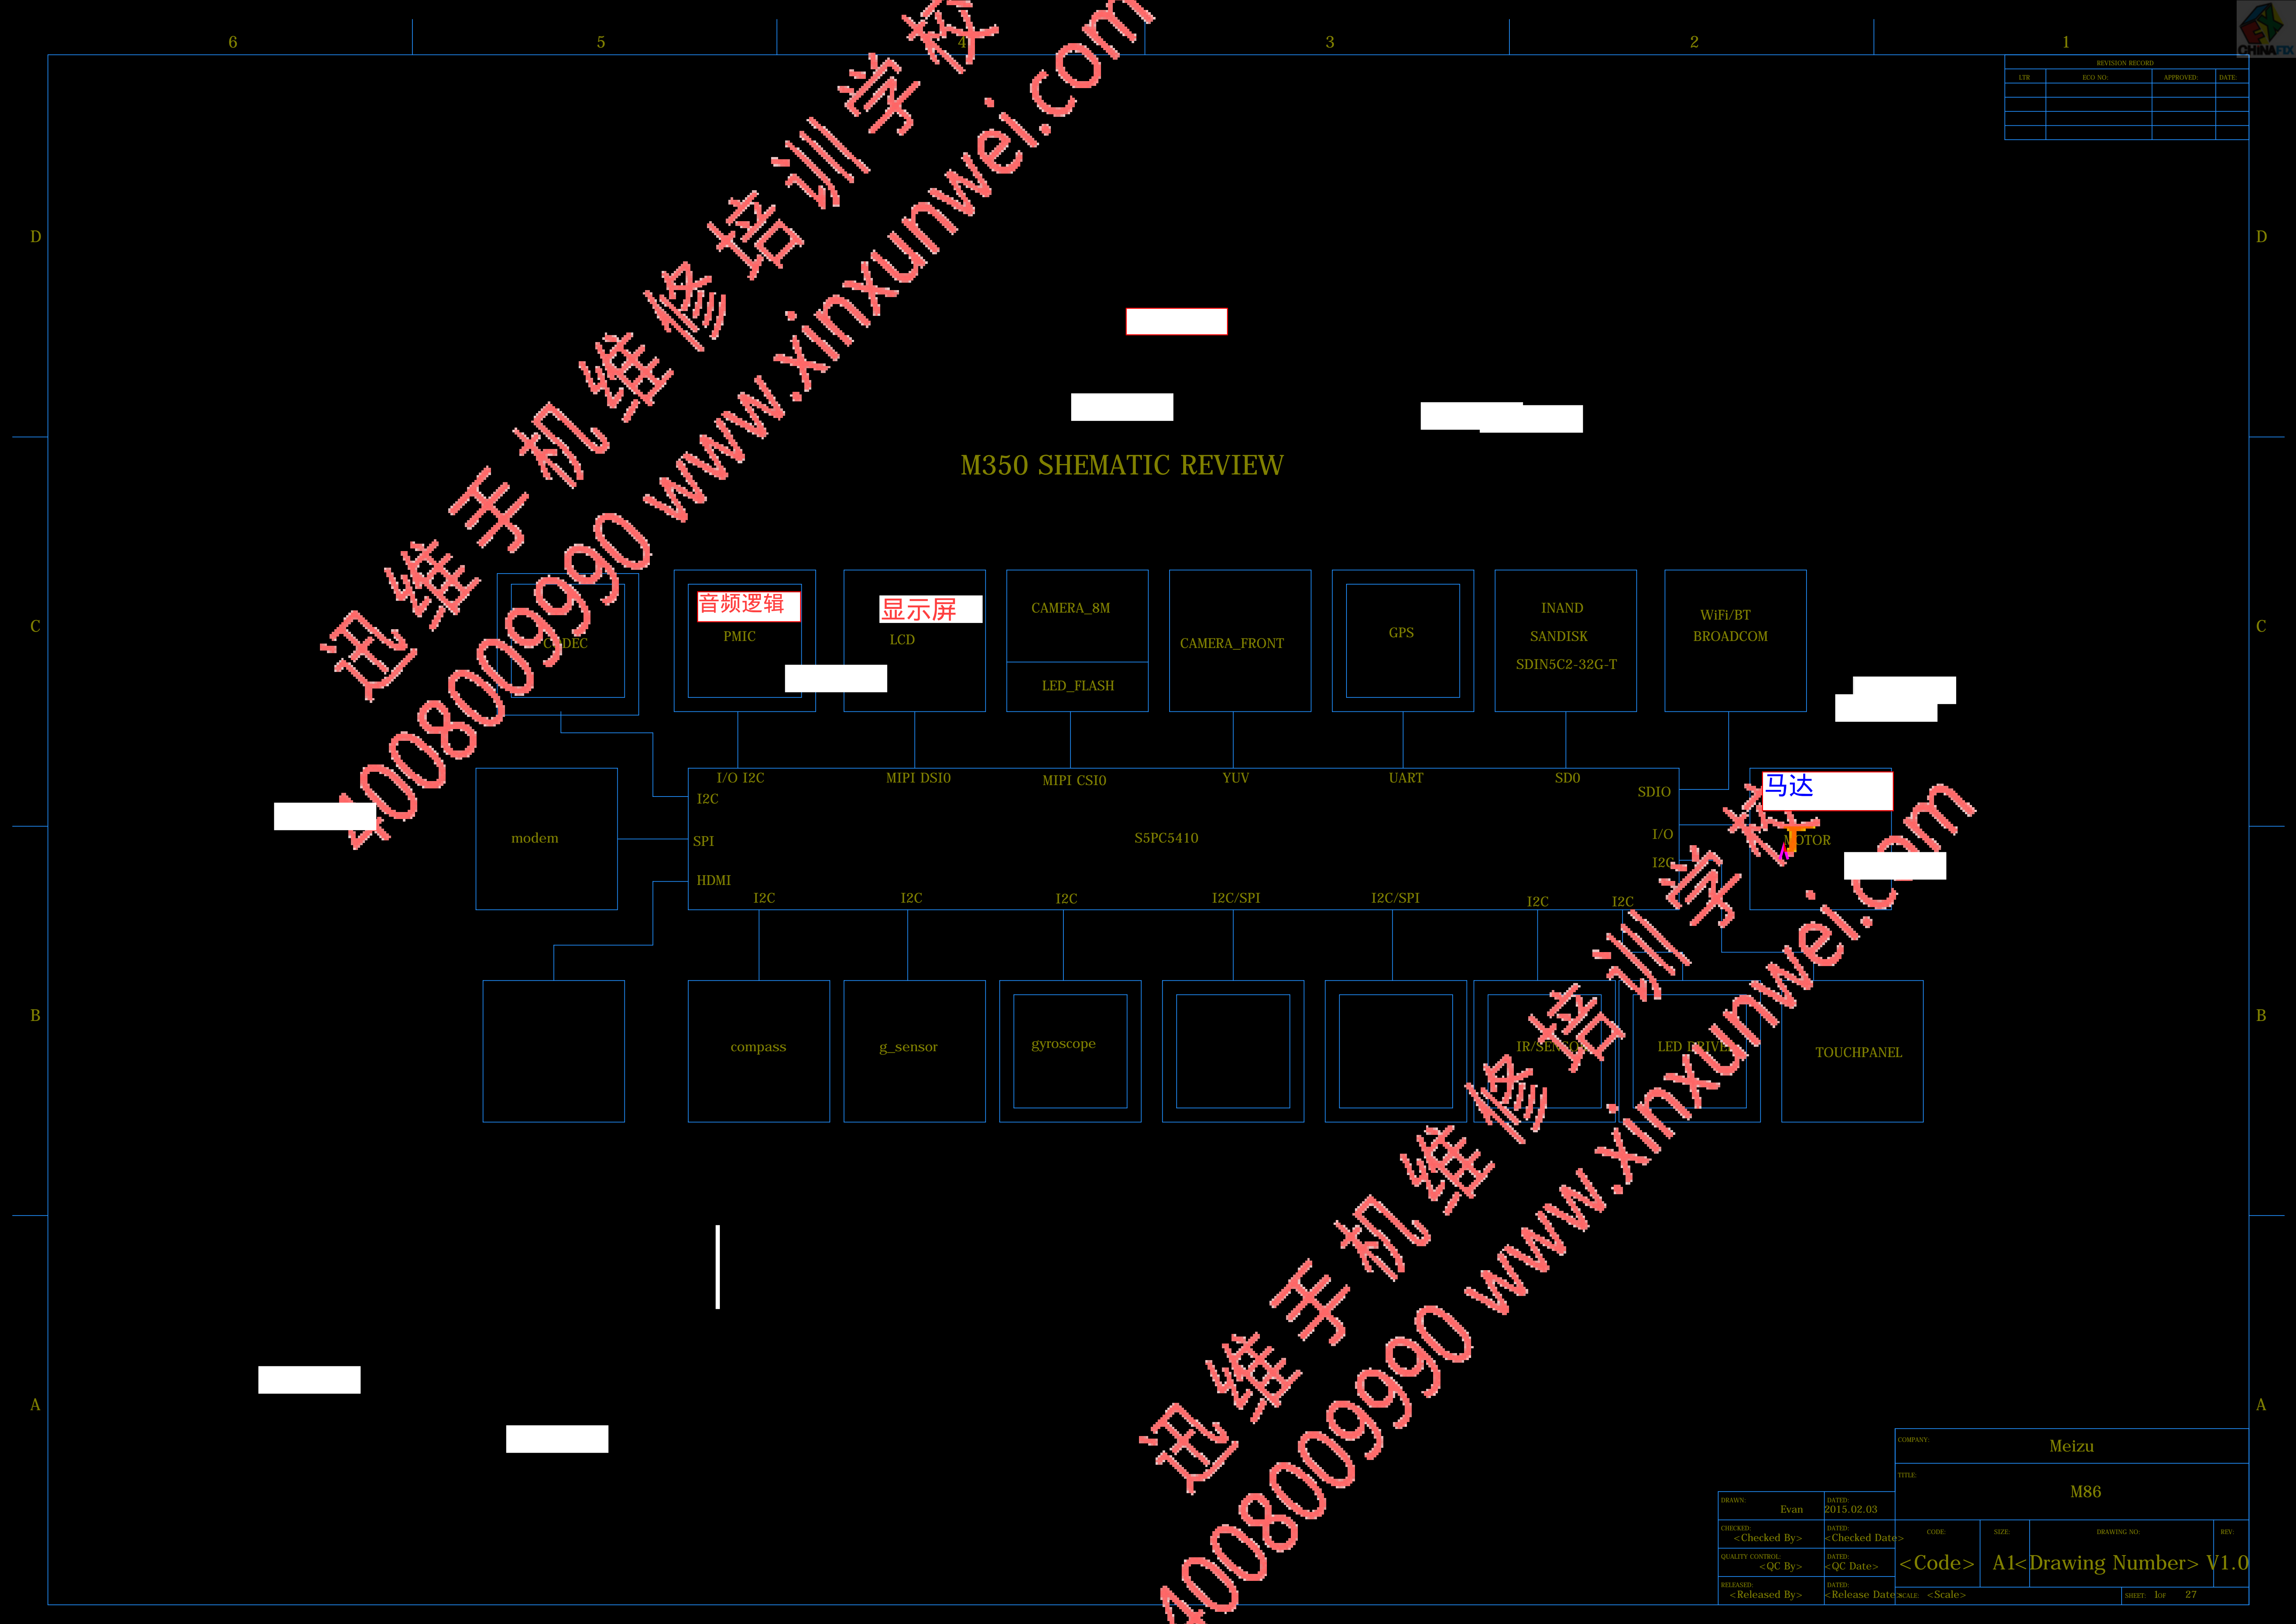 6 5 4 3 2 1
CHINAFIX
REVISION RECORD
LTR ECO NO: APPROVED: DATE:
D D
迅维手机维修培训学校
4008009990 www.xinxunwei.com
M350 SHEMATIC REVIEW
C C
CODEC
音频逻辑
PMIC
显示屏
LCD
CAMERA_8M
LED_FLASH
CAMERA_FRONT
GPS
INAND
SANDISK
SDIN5C2-32G-T
WiFi/BT
BROADCOM
I/O I2C
MIPI DSI0
MIPI CSI0
YUV
UART
SD0
I2C
SPI
HDMI
modem
S5PC5410
SDIO
I/O
I2C
马达
MOTOR
I2C
I2C
I2C
I2C/SPI
I2C/SPI
I2C
I2C
B B
compass
g_sensor
gyroscope
IR/SENSOR
LED DRIVER
TOUCHPANEL
迅维手机维修培训学校
4008009990 www.xinxunwei.com
A A
COMPANY:
Meizu
TITLE:
M86
DRAWN: Evan DATED: 2015.02.03
CHECKED: <Checked By> DATED: <Checked Date>
QUALITY CONTROL: <QC By> DATED: <QC Date>
RELEASED: <Released By> DATED: <Release Date>
CODE: SIZE: DRAWING NO: REV:
<Code> A1 <Drawing Number> V1.0
SCALE: <Scale> SHEET: 1 OF 27